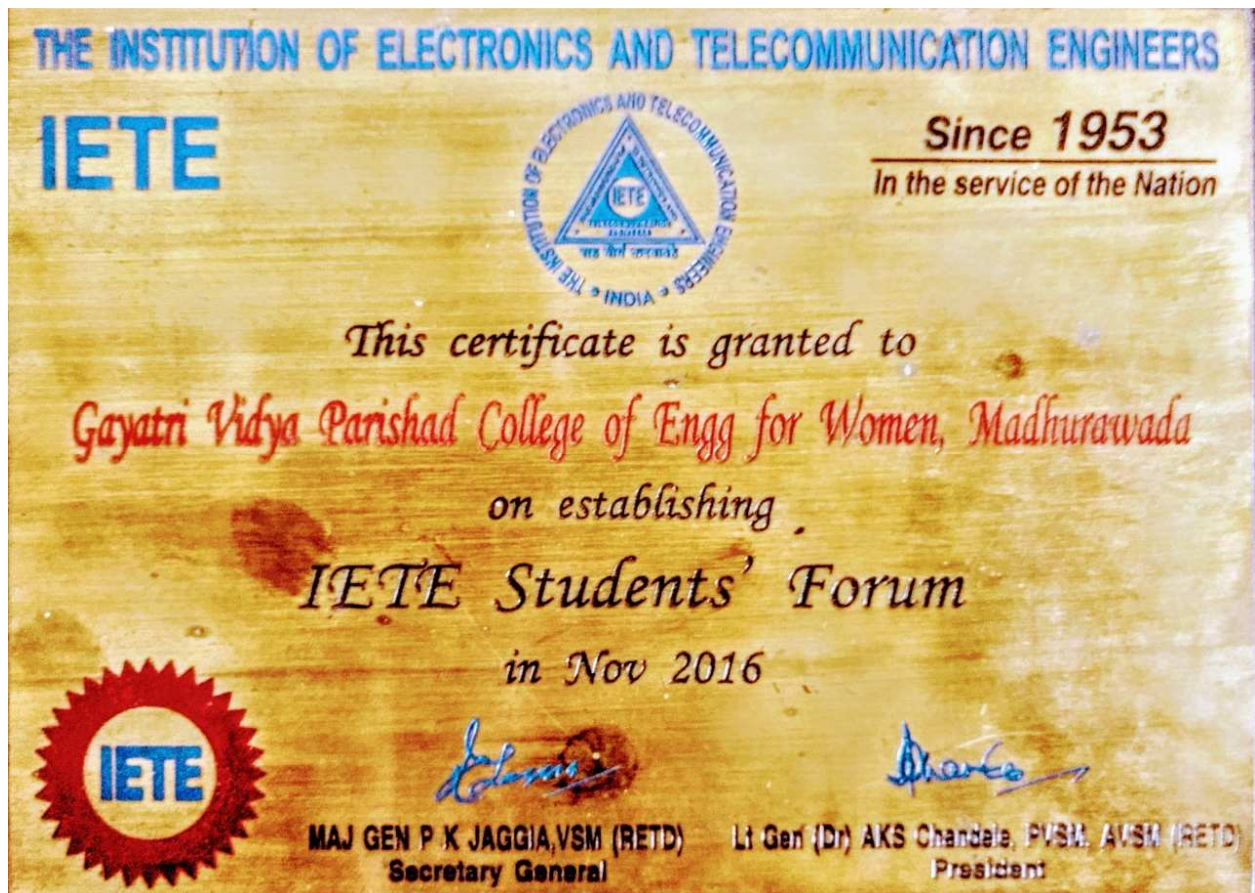 THE INSTITUTION OF ELECTRONICS AND TELECOMMUNICATION ENGINEERS
IETE
THE INSTITUTION OF ELECTRONICS AND TELECOMMUNICATION ENGINEERS
INDIA
IETE
Since 1953
In the service of the Nation
This certificate is granted to
Gayatri Vidya Parishad College of Engg for Women, Madhurawada
on establishing
IETE Students' Forum
in Nov 2016
IETE
MAJ GEN P K JAGGIA,VSM (RETD)
Secretary General
Lt Gen (Dr) AKS Chandele, PVSM, AVSM (RETD)
President